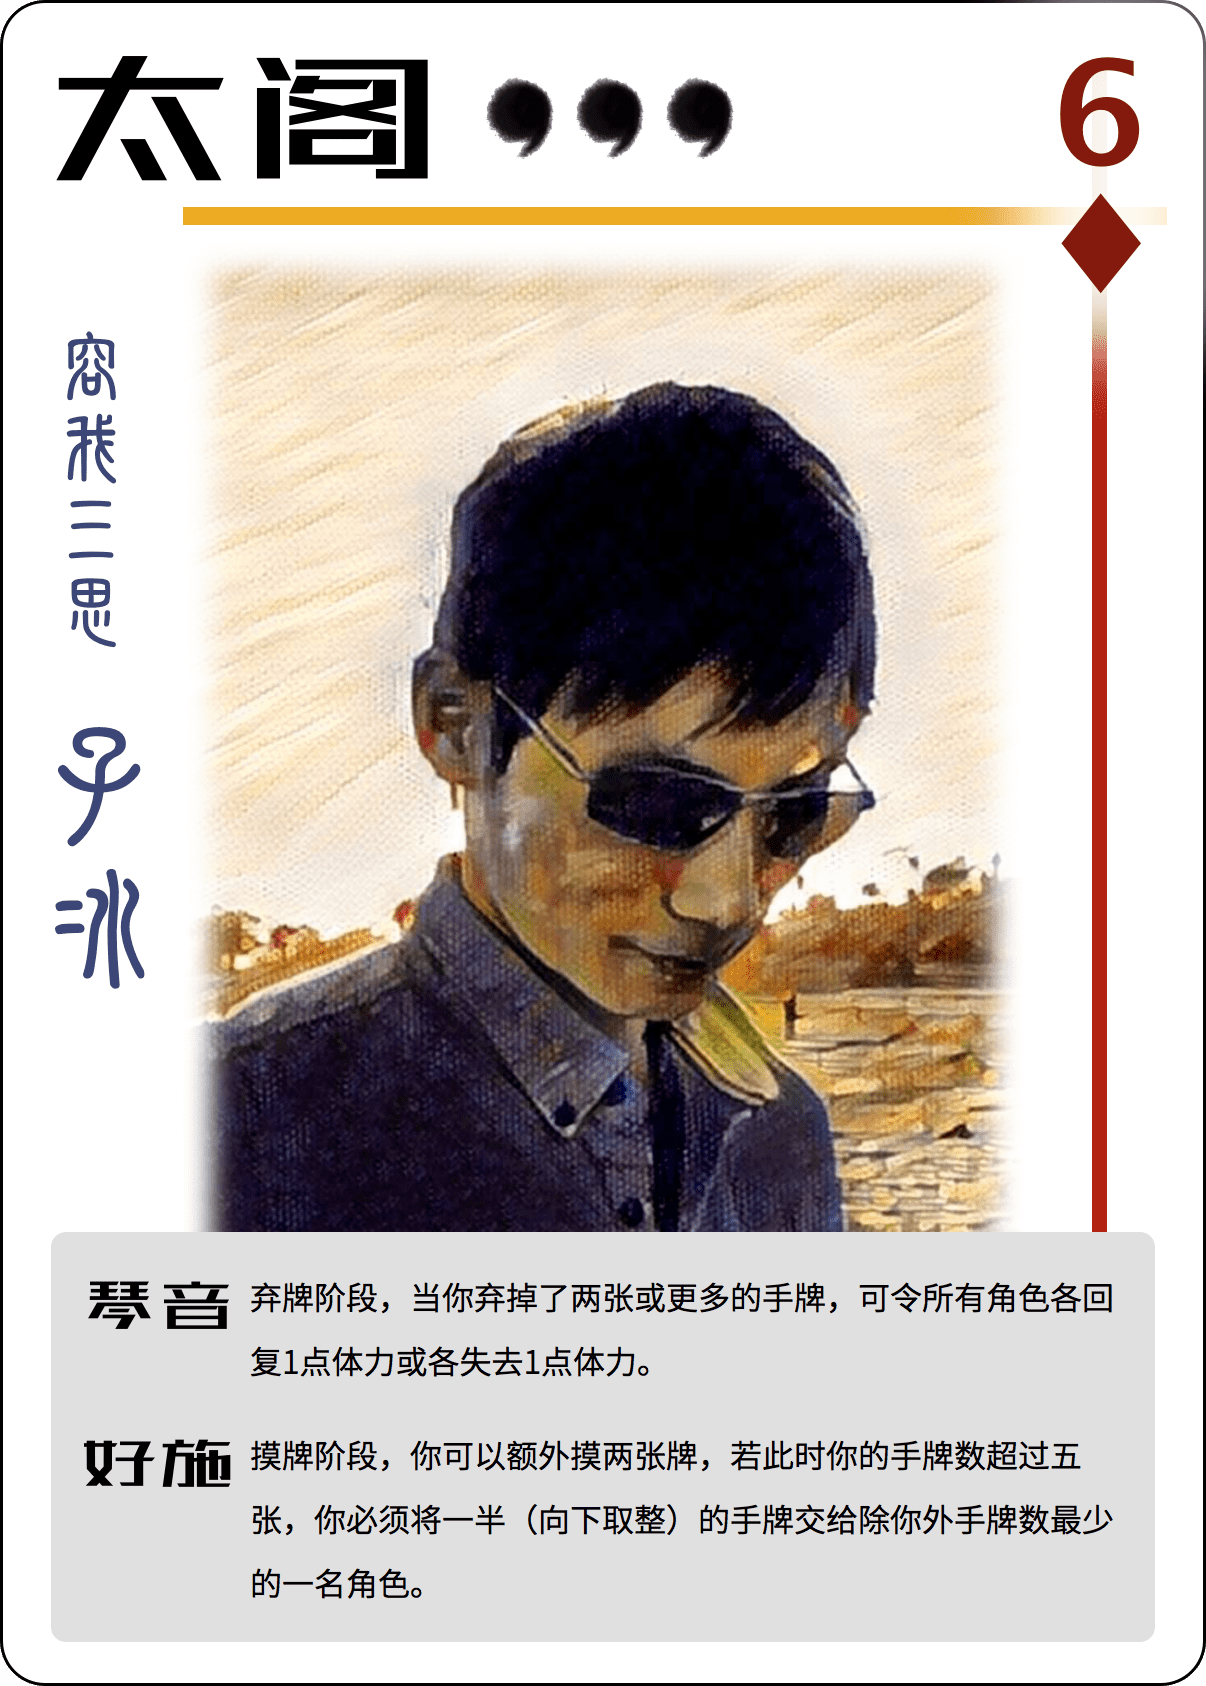 太阁
6
容我三思
子冰
琴音 弃牌阶段，当你弃掉了两张或更多的手牌，可令所有角色各回
复1点体力或各失去1点体力。
好施 摸牌阶段，你可以额外摸两张牌，若此时你的手牌数超过五
张，你必须将一半（向下取整）的手牌交给除你外手牌数最少
的一名角色。